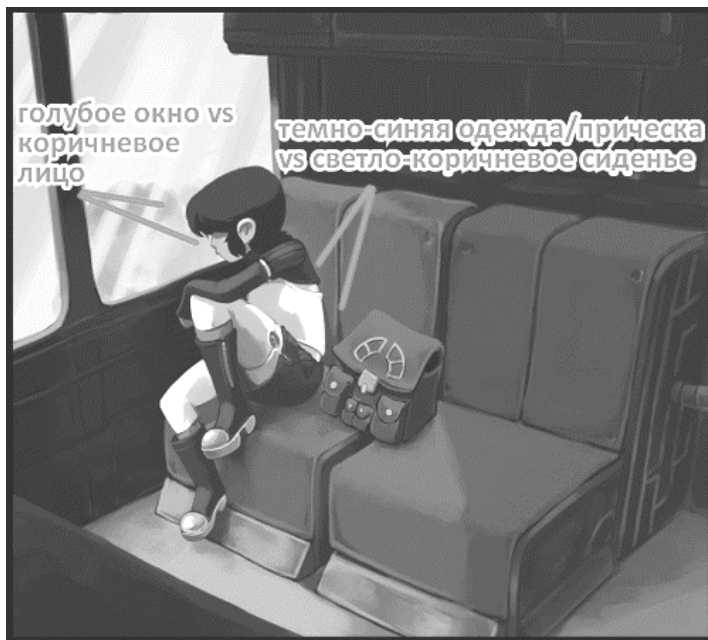 голубое окно vs
коричневое
лицо
темно-синяя одежда/прическа
vs светло-коричневое сиденье